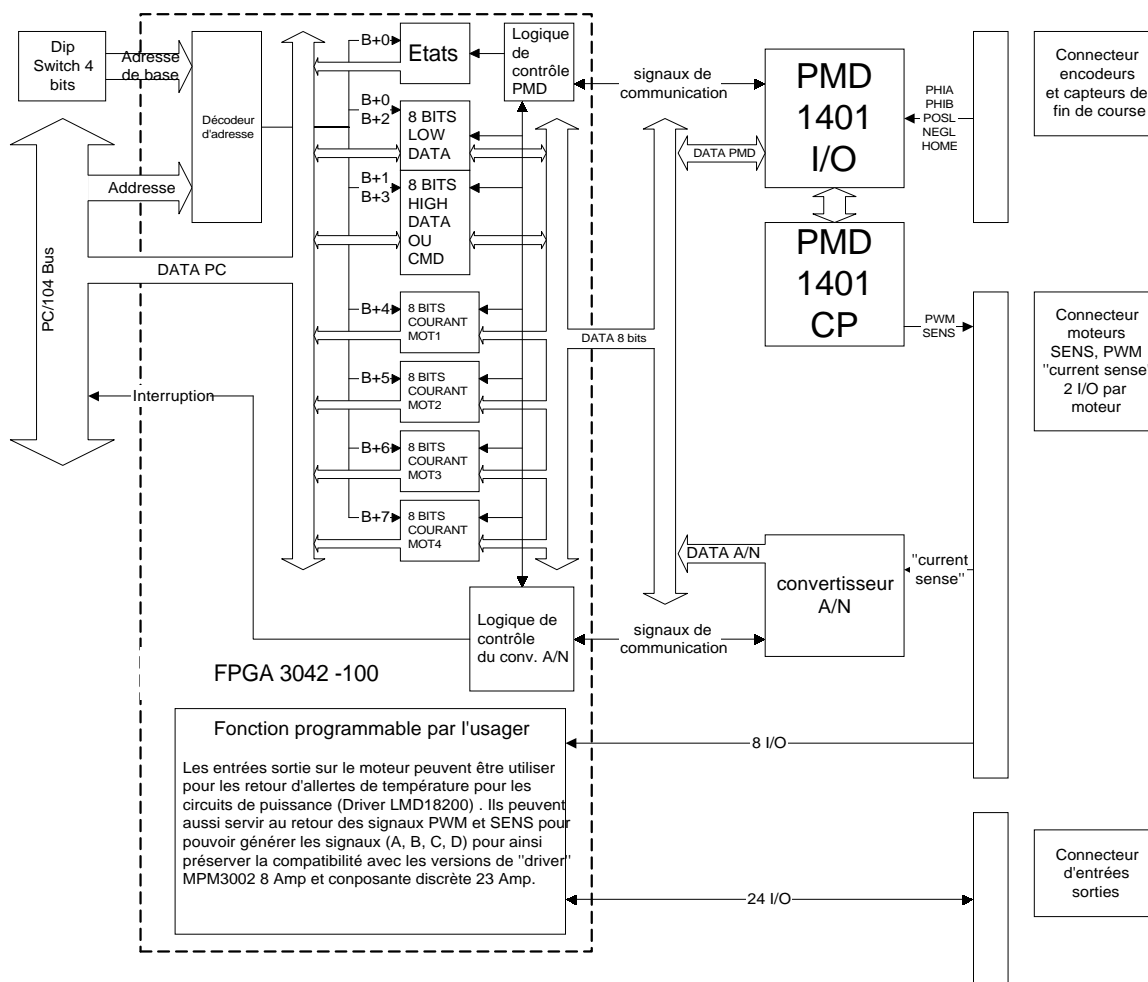 Dip
Switch 4
bits
Adresse
de base
Décodeur
d'adresse
Addresse
PC/104 Bus
DATA PC
Interruption
B+0
Etats
Logique
de
contrôle
PMD
B+0
B+2
8 BITS
LOW
DATA
B+1
B+3
8 BITS
HIGH
DATA
OU
CMD
B+4
8 BITS
COURANT
MOT1
B+5
8 BITS
COURANT
MOT2
B+6
8 BITS
COURANT
MOT3
B+7
8 BITS
COURANT
MOT4
Logique de
contrôle
du conv. A/N
FPGA 3042 -100
signaux de
communication
DATA PMD
DATA 8 bits
PMD
1401
I/O
PHIA
PHIB
POSL
NEGL
HOME
Connecteur
encodeurs
et capteurs de
fin de course
PMD
1401
CP
PWM
SENS
Connecteur
moteurs
SENS, PWM
"current sense"
2 I/O par
moteur
DATA A/N
convertisseur
A/N
"current
sense"
signaux de
communication
Fonction programmable par l'usager
Les entrées sortie sur le moteur peuvent être utiliser
pour les retour d'allertes de température pour les
circuits de puissance (Driver LMD18200) . Ils peuvent
aussi servir au retour des signaux PWM et SENS pour
pouvoir générer les signaux (A, B, C, D) pour ainsi
préserver la compatibilité avec les versions de "driver"
MPM3002 8 Amp et conposante discrète 23 Amp.
8 I/O
24 I/O
Connecteur
d'entrées
sorties